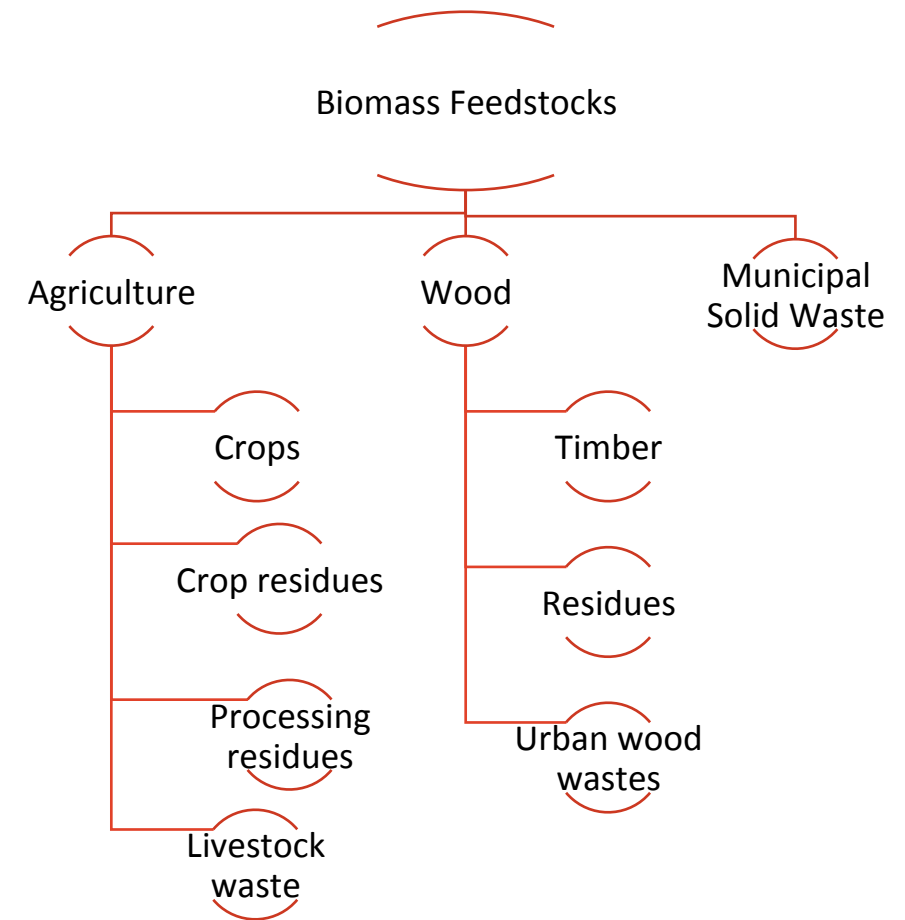 Biomass Feedstocks
Agriculture
Wood
Municipal
Solid Waste
Crops
Timber
Crop residues
Residues
Processing
residues
Urban wood
wastes
Livestock
waste